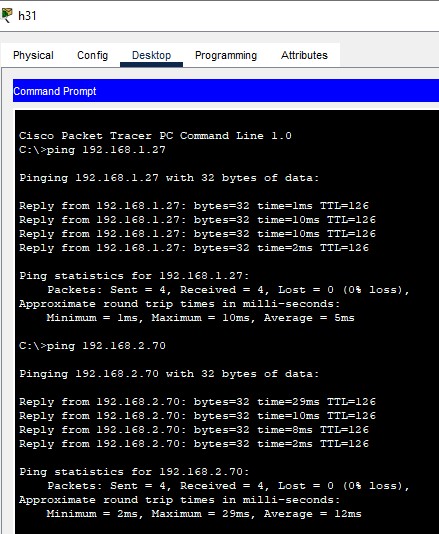 h31
Physical Config Desktop Programming Attributes
Command Prompt
Cisco Packet Tracer PC Command Line 1.0
C:\>ping 192.168.1.27
Pinging 192.168.1.27 with 32 bytes of data:
Reply from 192.168.1.27: bytes=32 time=1ms TTL=126
Reply from 192.168.1.27: bytes=32 time=10ms TTL=126
Reply from 192.168.1.27: bytes=32 time=10ms TTL=126
Reply from 192.168.1.27: bytes=32 time=2ms TTL=126
Ping statistics for 192.168.1.27:
Packets: Sent = 4, Received = 4, Lost = 0 (0% loss),
Approximate round trip times in milli-seconds:
Minimum = 1ms, Maximum = 10ms, Average = 5ms
C:\>ping 192.168.2.70
Pinging 192.168.2.70 with 32 bytes of data:
Reply from 192.168.2.70: bytes=32 time=29ms TTL=126
Reply from 192.168.2.70: bytes=32 time=10ms TTL=126
Reply from 192.168.2.70: bytes=32 time=8ms TTL=126
Reply from 192.168.2.70: bytes=32 time=2ms TTL=126
Ping statistics for 192.168.2.70:
Packets: Sent = 4, Received = 4, Lost = 0 (0% loss),
Approximate round trip times in milli-seconds:
Minimum = 2ms, Maximum = 29ms, Average = 12ms